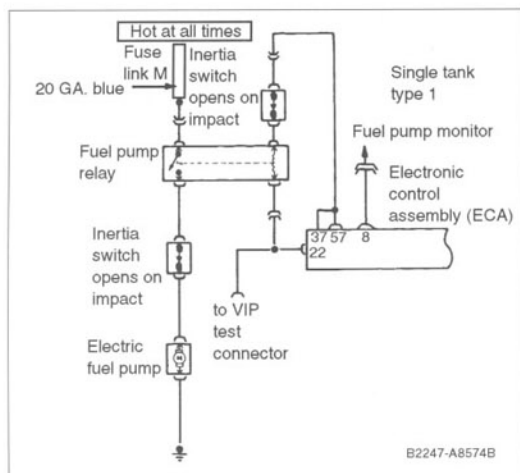 Hot at all times
Fuse
link M
20 GA. blue
Inertia
switch
opens on
impact
Single tank
type 1
Fuel pump monitor
Fuel pump
relay
Electronic
control
assembly (ECA)
37 57 8
22
Inertia
switch
opens on
impact
to VIP
test
connector
Electric
fuel pump
M
B2247-A8574B